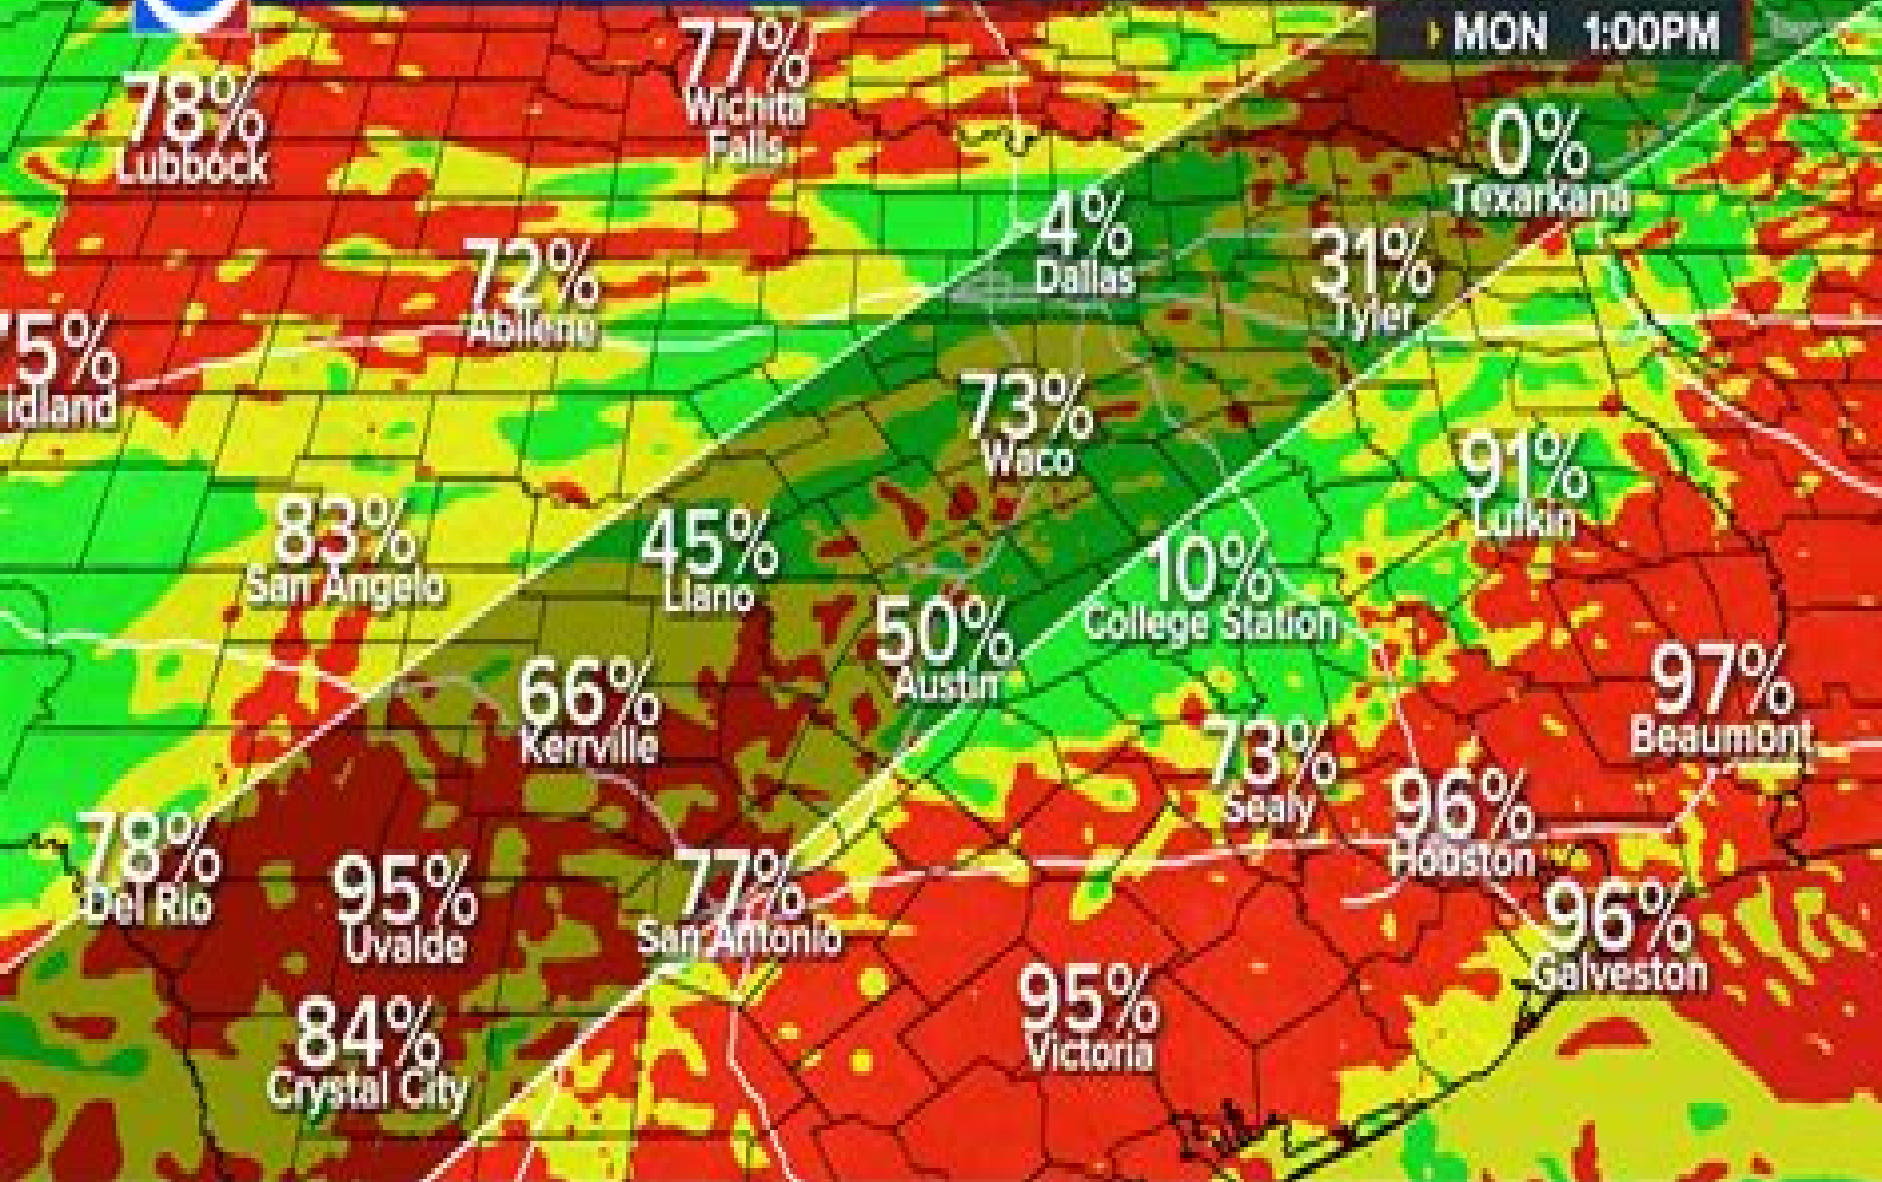 MON 1:00PM
77%
Wichita
Falls
78%
Lubbock
0%
Texarkana
4%
Dallas
31%
Tyler
72%
Abilene
75%
idland
73%
Waco
91%
Lufkin
83%
San Angelo
45%
Llano
10%
College Station
50%
Austin
66%
Kerrville
97%
Beaumont
73%
Sealy
96%
Houston
78%
Del Rio
95%
Uvalde
77%
San Antonio
96%
Galveston
95%
Victoria
84%
Crystal City